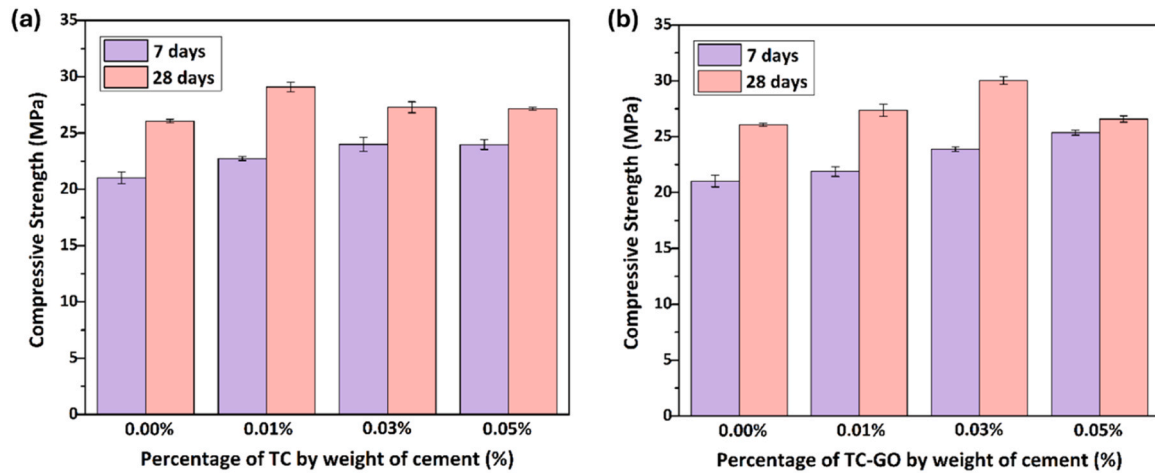 (a)
7 days
28 days
Compressive Strength (MPa)
35
30
25
20
15
10
5
0
0.00% 0.01% 0.03% 0.05%
Percentage of TC by weight of cement (%)
(b)
7 days
28 days
Compressive Strength (MPa)
35
30
25
20
15
10
5
0
0.00% 0.01% 0.03% 0.05%
Percentage of TC-GO by weight of cement (%)